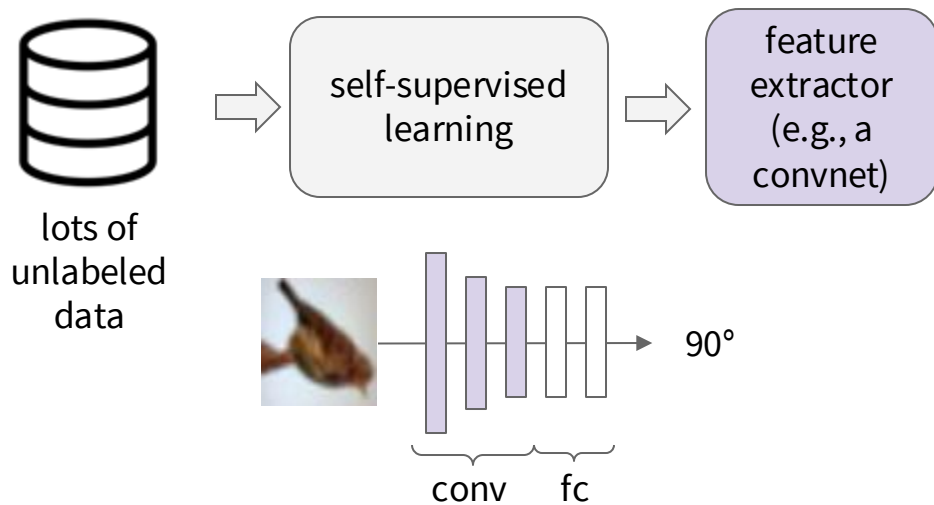 self-supervised
learning
feature
extractor
(e.g., a
convnet)
lots of
unlabeled
data
90°
conv
fc